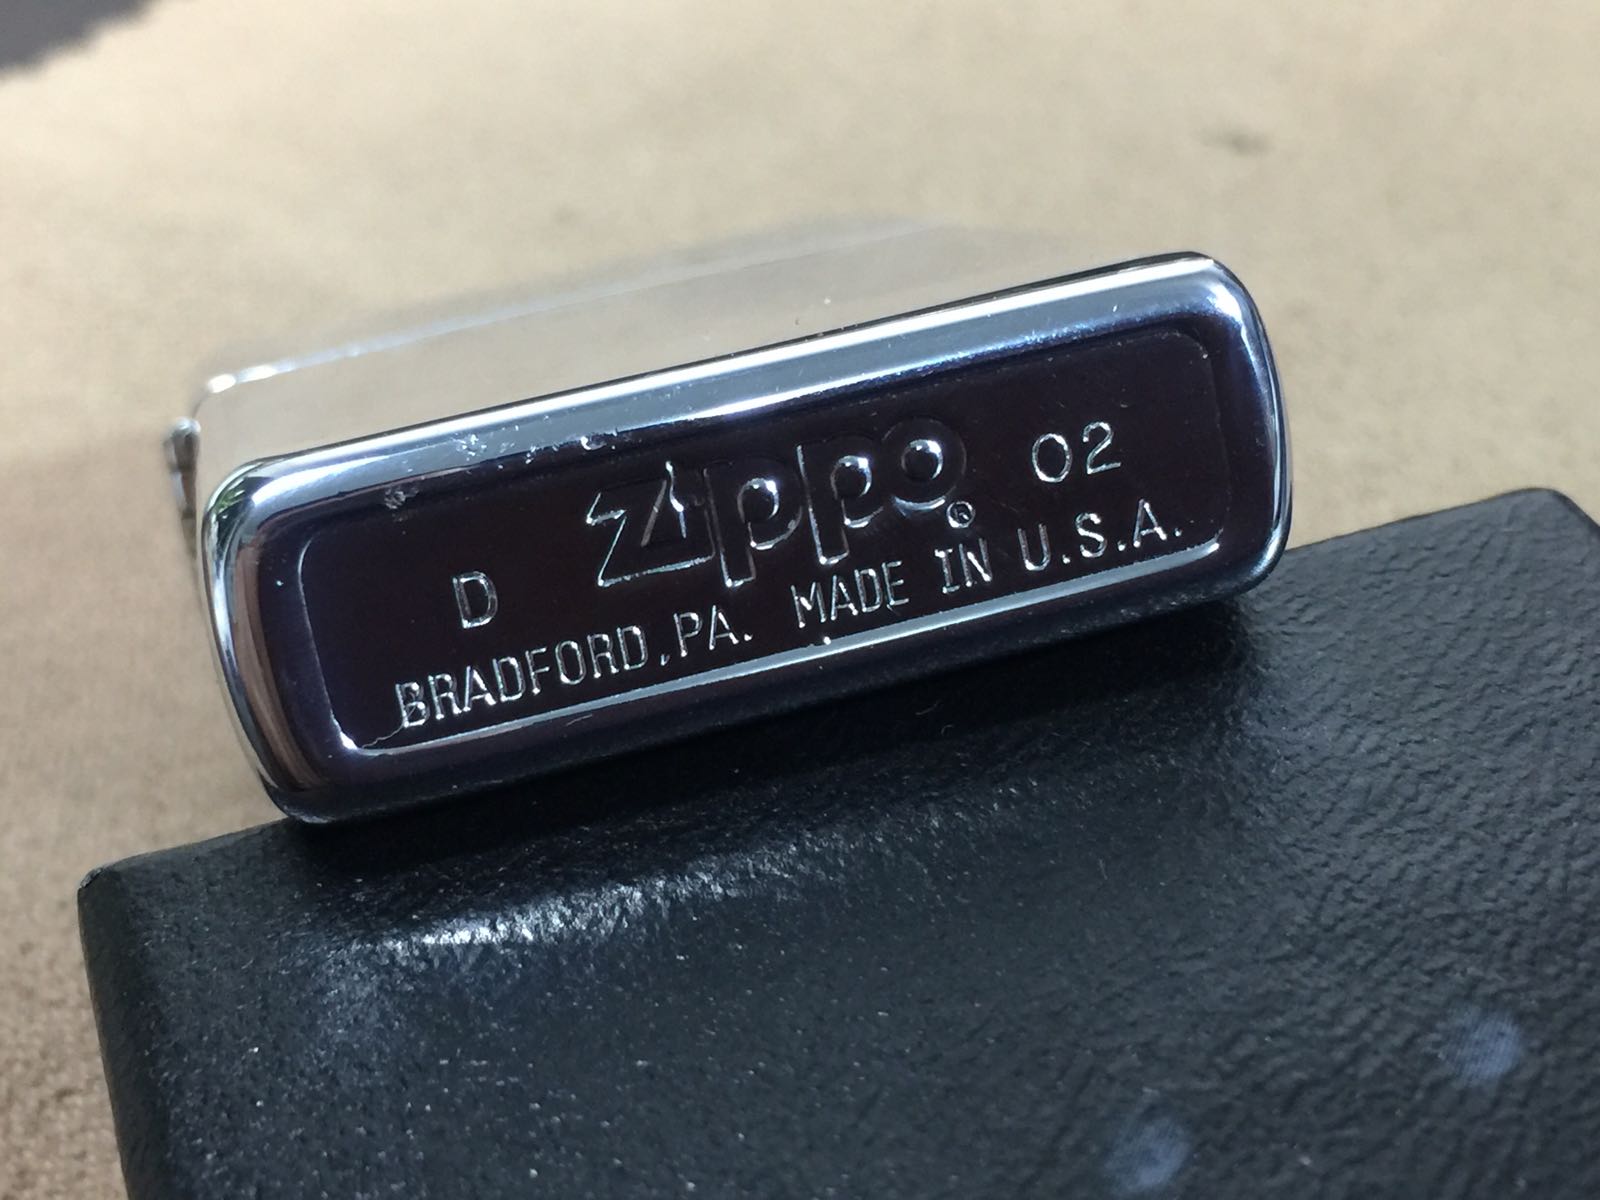 D Zippo® 02
BRADFORD, PA. MADE IN U.S.A.